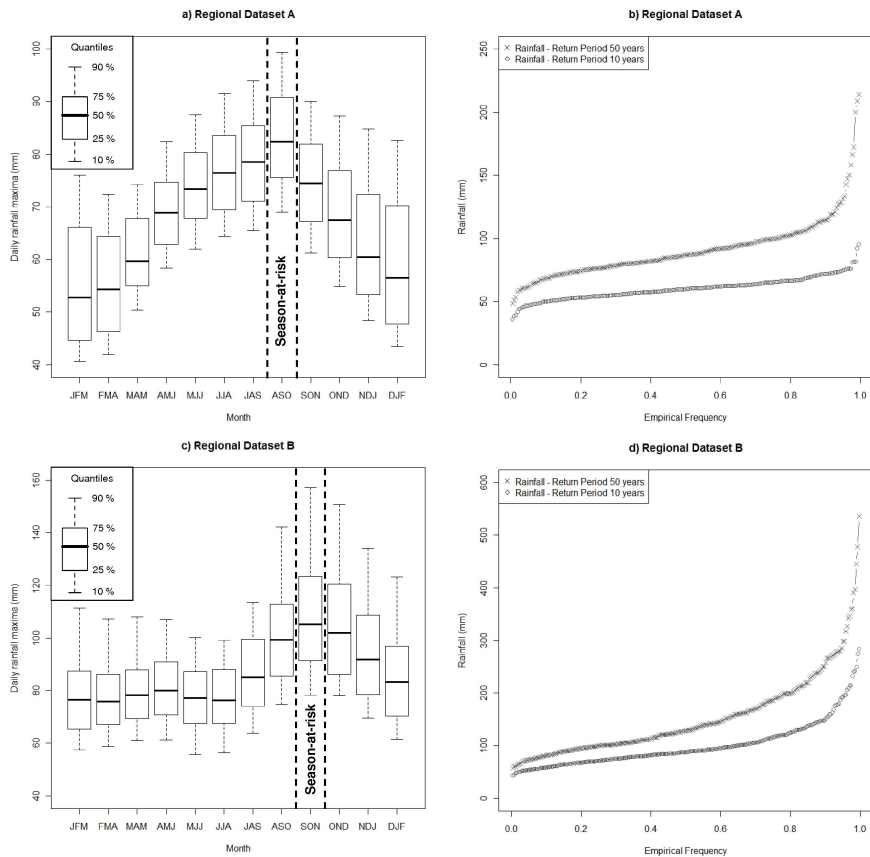 a) Regional Dataset A
Quantiles
90 %
75 %
50 %
25 %
10 %
Season-at-risk
Daily rainfall maxima (mm)
100
90
80
70
60
50
40
JFM FMA MAM AMJ MJJ JJA JAS ASO SON OND NDJ DJF
Month
b) Regional Dataset A
Rainfall - Return Period 50 years
Rainfall - Return Period 10 years
Rainfall (mm)
250
200
150
100
50
0
0.0 0.2 0.4 0.6 0.8 1.0
Empirical Frequency
c) Regional Dataset B
Quantiles
90 %
75 %
50 %
25 %
10 %
Season-at-risk
Daily rainfall maxima (mm)
160
140
120
100
80
60
40
JFM FMA MAM AMJ MJJ JJA JAS ASO SON OND NDJ DJF
Month
d) Regional Dataset B
Rainfall - Return Period 50 years
Rainfall - Return Period 10 years
Rainfall (mm)
600
500
400
300
200
100
0
0.0 0.2 0.4 0.6 0.8 1.0
Empirical Frequency